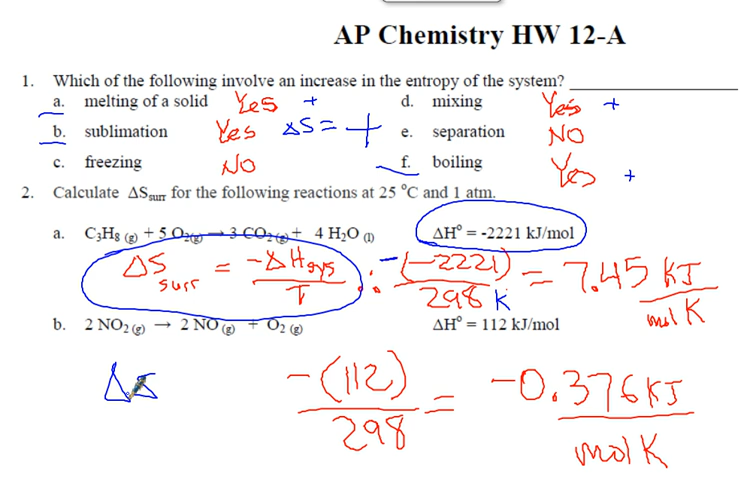 AP Chemistry HW 12-A
1. Which of the following involve an increase in the entropy of the system?
a. melting of a solid Yes + d. mixing Yes +
b. sublimation Yes ΔS = + e. separation NO
c. freezing NO f. boiling Yes +
2. Calculate ΔSsurr for the following reactions at 25 °C and 1 atm.
a. C3H8 (g) + 5 O2(g) → 3 CO2 (g) + 4 H2O (l) ΔH° = -2221 kJ/mol
ΔSsurr = -ΔHsys / T ∴ -(-2221) / 298 K = 7.45 KJ / mol K
b. 2 NO2 (g) → 2 NO (g) + O2 (g) ΔH° = 112 kJ/mol
Δ -(112) / 298 = -0.376 KJ / mol K